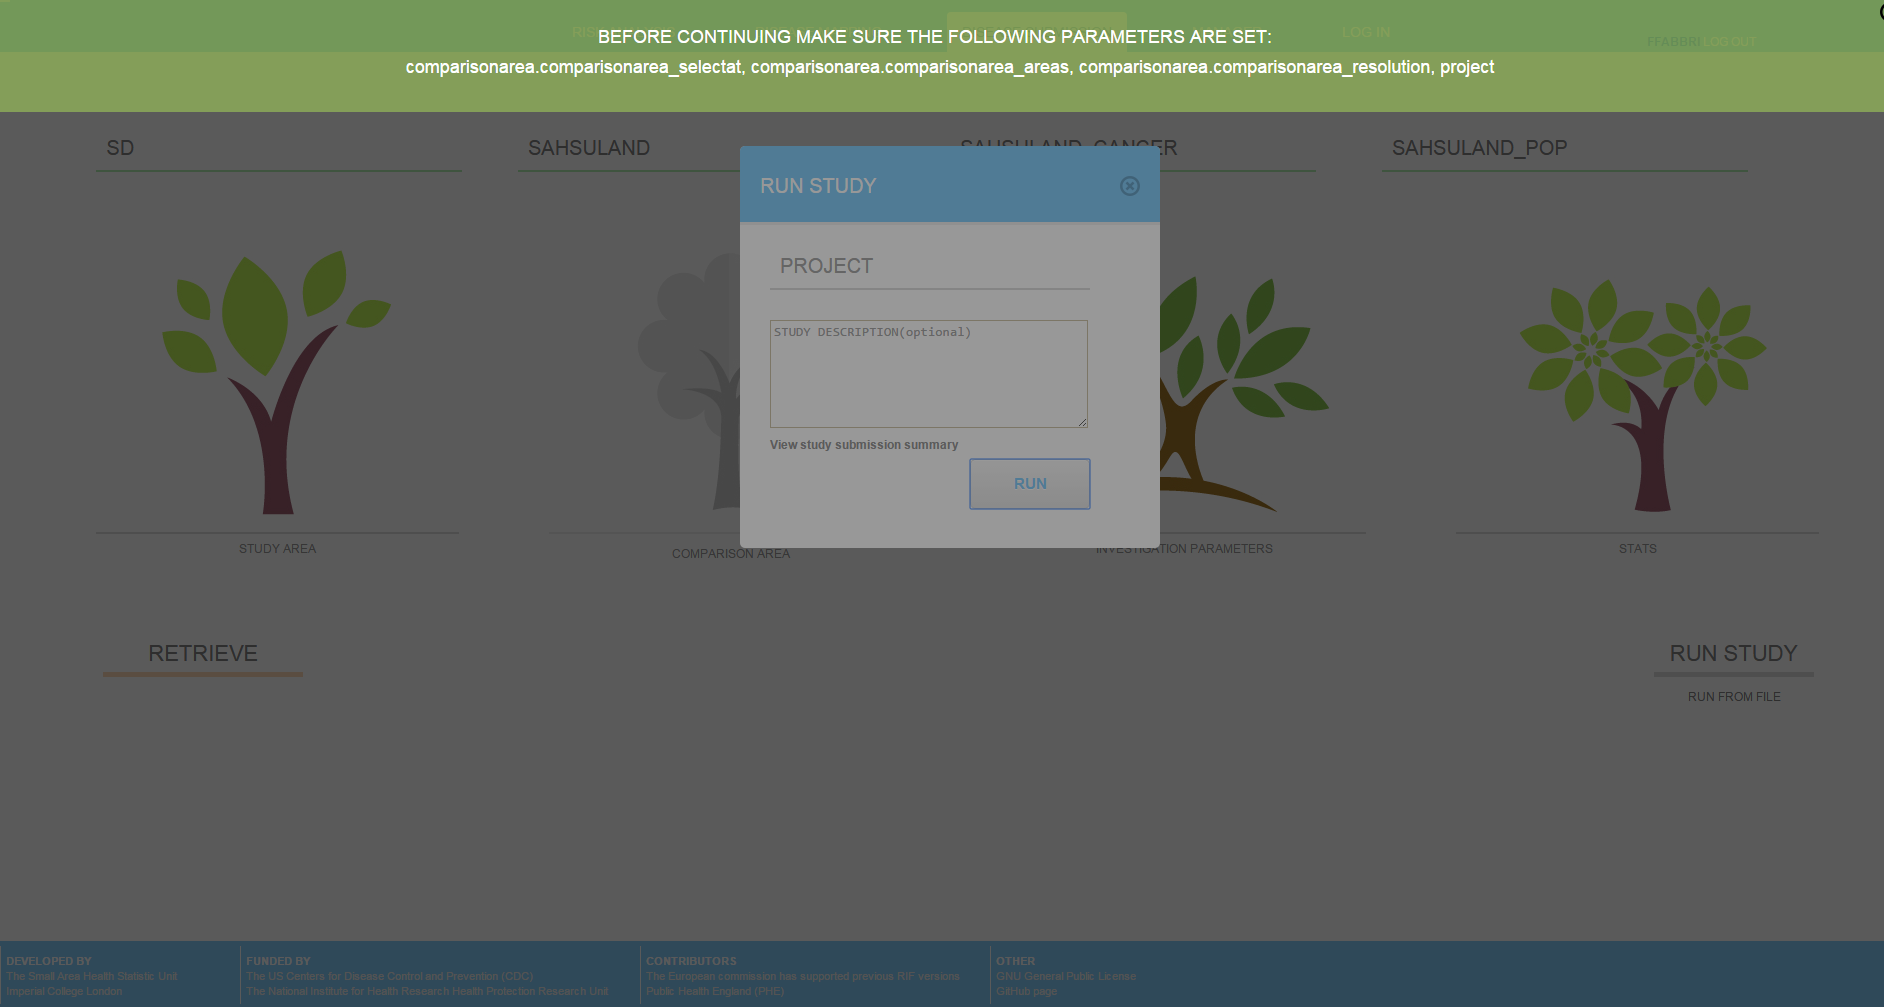 BEFORE CONTINUING MAKE SURE THE FOLLOWING PARAMETERS ARE SET:
LOG IN
FFABBRI LOG OUT
comparisonarea.comparisonarea_selectat, comparisonarea.comparisonarea_areas, comparisonarea.comparisonarea_resolution, project
SD
SAHSULAND
SAHSULAND_CANCER
SAHSULAND_POP
RUN STUDY
PROJECT
STUDY DESCRIPTION(optional)
View study submission summary
RUN
STUDY AREA
COMPARISON AREA
INVESTIGATION PARAMETERS
STATS
RETRIEVE
RUN STUDY
RUN FROM FILE
DEVELOPED BY
The Small Area Health Statistic Unit
Imperial College London
FUNDED BY
The US Centers for Disease Control and Prevention (CDC)
The National Institute for Health Research Health Protection Research Unit
CONTRIBUTORS
The European commission has supported previous RIF versions
Public Health England (PHE)
OTHER
GNU General Public License
GitHub page